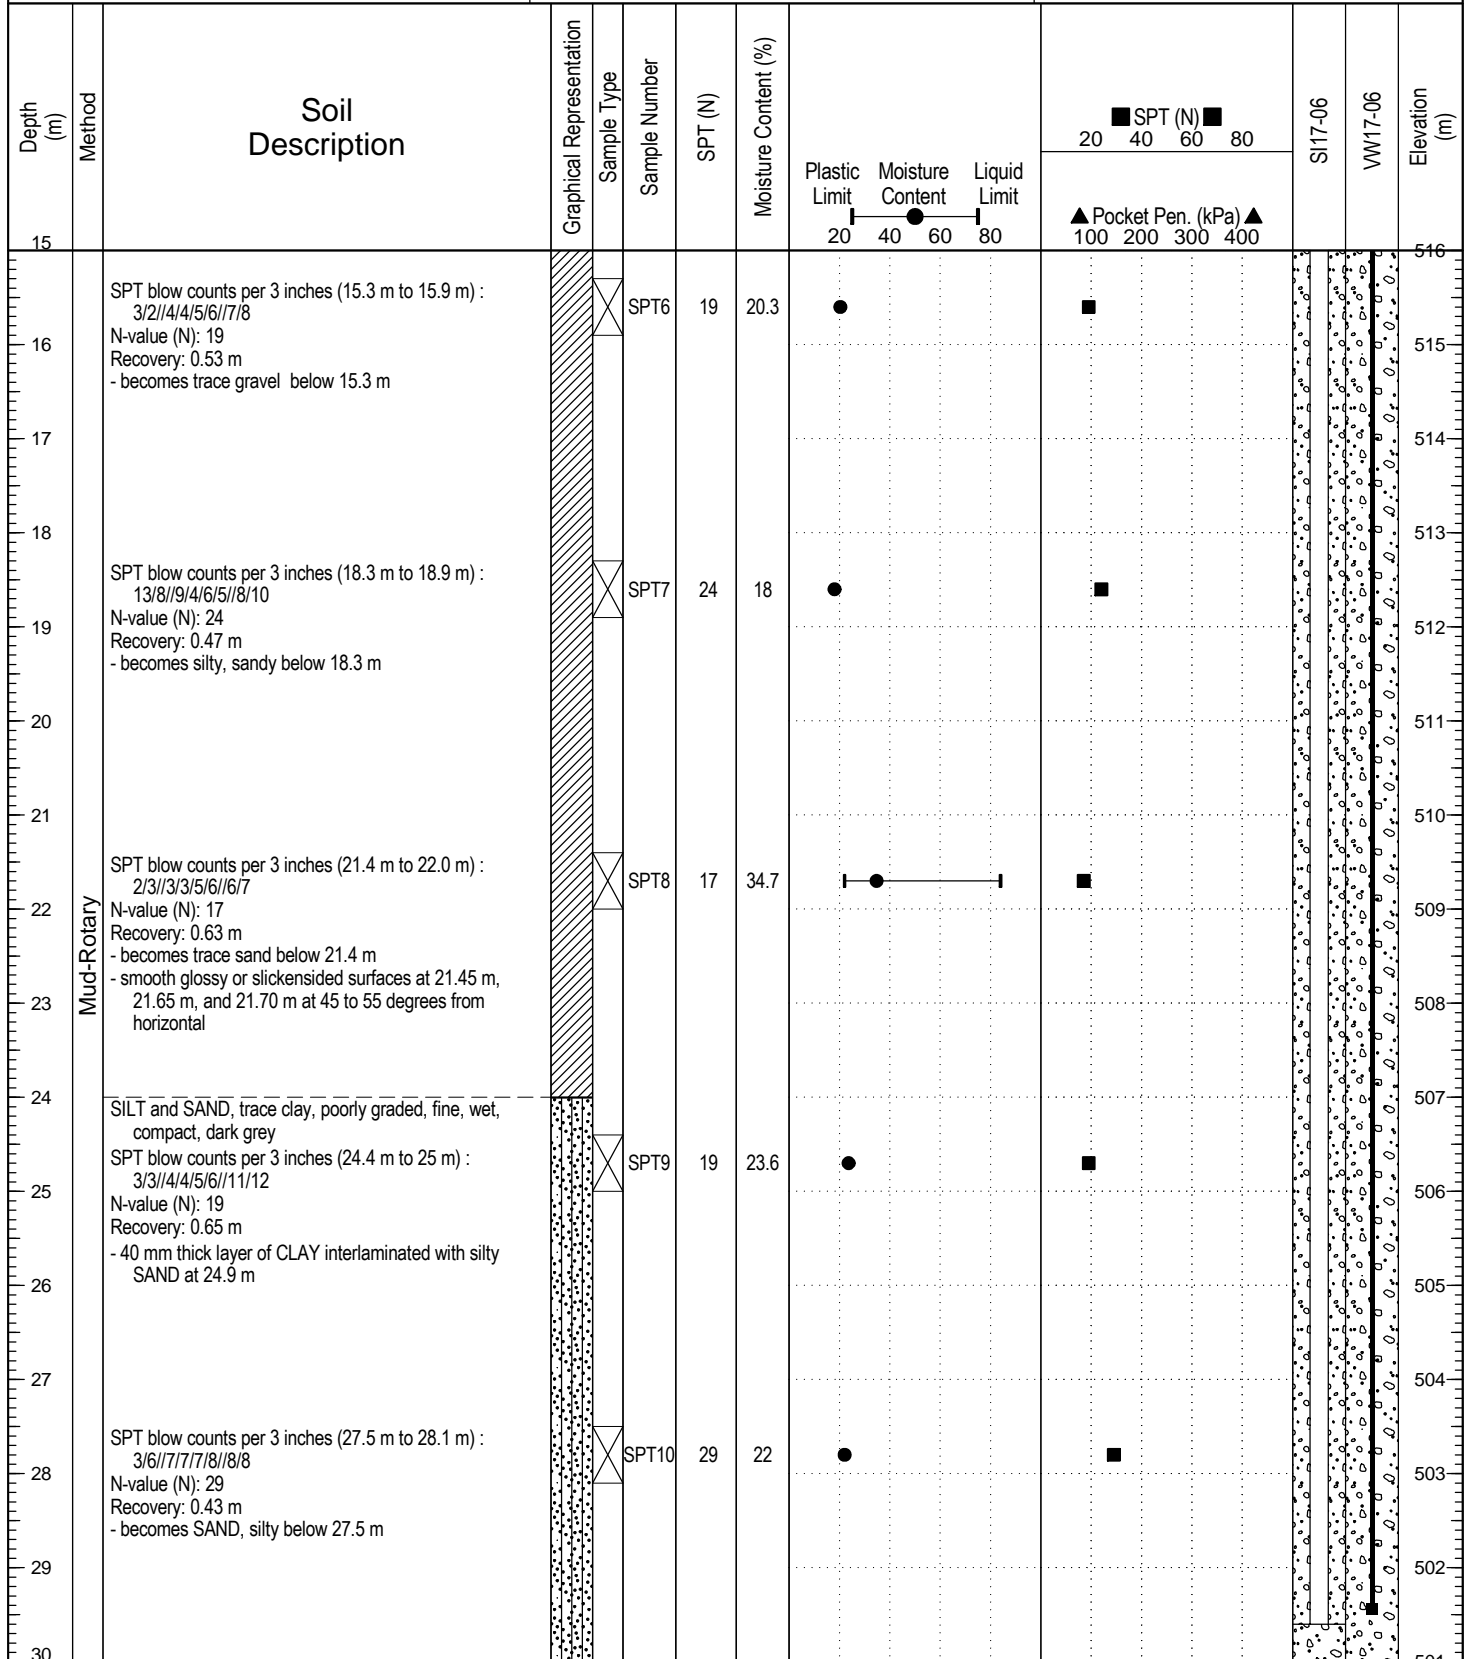 Depth
(m)
Method
Soil
Description
Graphical Representation
Sample Type
Sample Number
SPT (N)
Moisture Content (%)
Plastic Moisture Liquid
Limit Content Limit
20 40 60 80
■ SPT (N) ■
20 40 60 80
▲ Pocket Pen. (kPa) ▲
100 200 300 400
SI17-06
VW17-06
Elevation
(m)
15
516
SPT blow counts per 3 inches (15.3 m to 15.9 m) :
3/2//4/4/5/6//7/8
SPT6 19 20.3
N-value (N): 19
16
515
Recovery: 0.53 m
- becomes trace gravel below 15.3 m
17
514
18
513
SPT blow counts per 3 inches (18.3 m to 18.9 m) :
13/8//9/4/6/5//8/10
SPT7 24 18
N-value (N): 24
19
512
Recovery: 0.47 m
- becomes silty, sandy below 18.3 m
20
511
21
510
Mud-Rotary
SPT blow counts per 3 inches (21.4 m to 22.0 m) :
2/3//3/3/5/6//6/7
SPT8 17 34.7
N-value (N): 17
22
509
Recovery: 0.63 m
- becomes trace sand below 21.4 m
- smooth glossy or slickensided surfaces at 21.45 m,
21.65 m, and 21.70 m at 45 to 55 degrees from
horizontal
23
508
24
507
SILT and SAND, trace clay, poorly graded, fine, wet,
compact, dark grey
SPT blow counts per 3 inches (24.4 m to 25 m) :
3/3//4/4/5/6//11/12
SPT9 19 23.6
25
506
N-value (N): 19
Recovery: 0.65 m
- 40 mm thick layer of CLAY interlaminated with silty
SAND at 24.9 m
26
505
27
504
SPT blow counts per 3 inches (27.5 m to 28.1 m) :
3/6//7/7/7/8//8/8
SPT10 29 22
28
503
N-value (N): 29
Recovery: 0.43 m
- becomes SAND, silty below 27.5 m
29
502
30
501